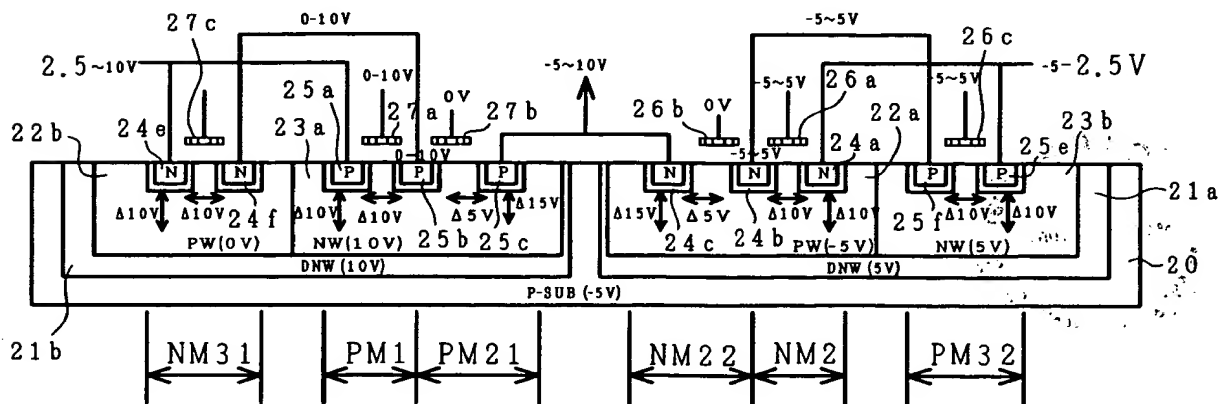 27c 0-10V -5~5V 26c
2.5~10V 0-10V -5~10V -5~5V -5~5V -5-2.5V
25a 27a 0V 27b 26b 0V 26a 22a
22b 24e 23a 0-10V -5~5V 24a 23b
N N P P P N N N P P 25e
Δ10V Δ10V 24f Δ10V Δ10V Δ5V Δ15V Δ15V Δ5V Δ10V Δ10V 25f Δ10V Δ10V 21a
25b 25c 24c 24b
PW(0V) NW(10V) PW(-5V) NW(5V)
DNW(10V) DNW(5V) 20
P-SUB(-5V)
21b NM31 PM1 PM21 NM22 NM2 PM32